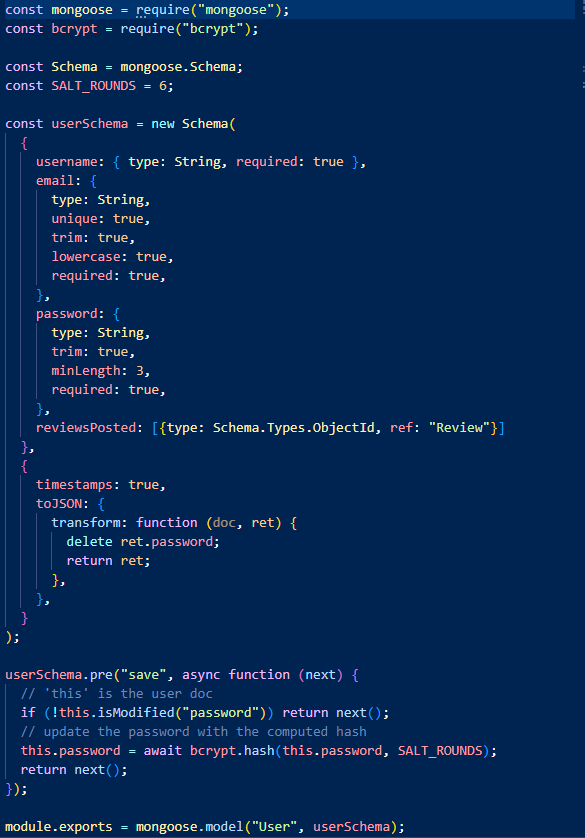 const mongoose = require("mongoose");
const bcrypt = require("bcrypt");

const Schema = mongoose.Schema;
const SALT_ROUNDS = 6;

const userSchema = new Schema(
  {
    username: { type: String, required: true },
    email: {
      type: String,
      unique: true,
      trim: true,
      lowercase: true,
      required: true,
    },
    password: {
      type: String,
      trim: true,
      minLength: 3,
      required: true,
    },
    reviewsPosted: [{type: Schema.Types.ObjectId, ref: "Review"}]
  },
  {
    timestamps: true,
    toJSON: {
      transform: function (doc, ret) {
        delete ret.password;
        return ret;
      },
    },
  }
);

userSchema.pre("save", async function (next) {
  // 'this' is the user doc
  if (!this.isModified("password")) return next();
  // update the password with the computed hash
  this.password = await bcrypt.hash(this.password, SALT_ROUNDS);
  return next();
});

module.exports = mongoose.model("User", userSchema);